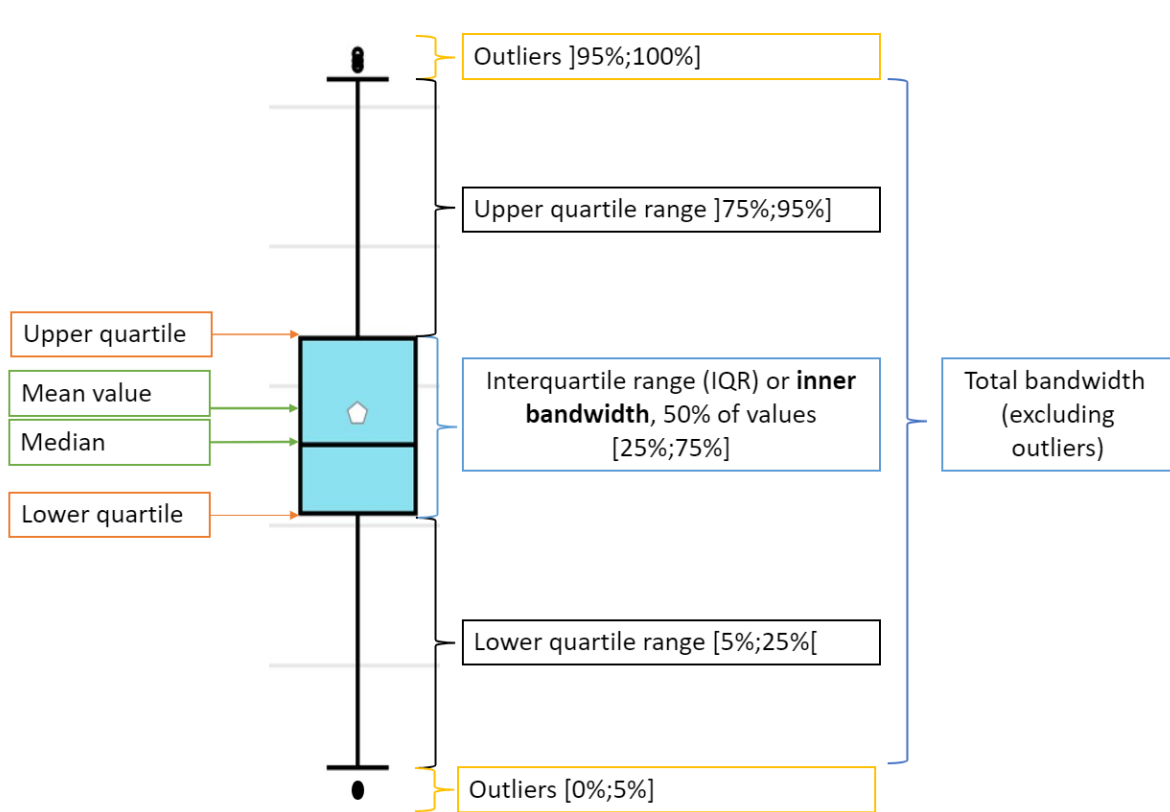 Outliers ]95%;100%]
Upper quartile range ]75%;95%]
Upper quartile
Mean value
Median
Lower quartile
Interquartile range (IQR) or inner
bandwidth, 50% of values
[25%;75%]
Total bandwidth
(excluding
outliers)
Lower quartile range [5%;25%[
Outliers [0%;5%]